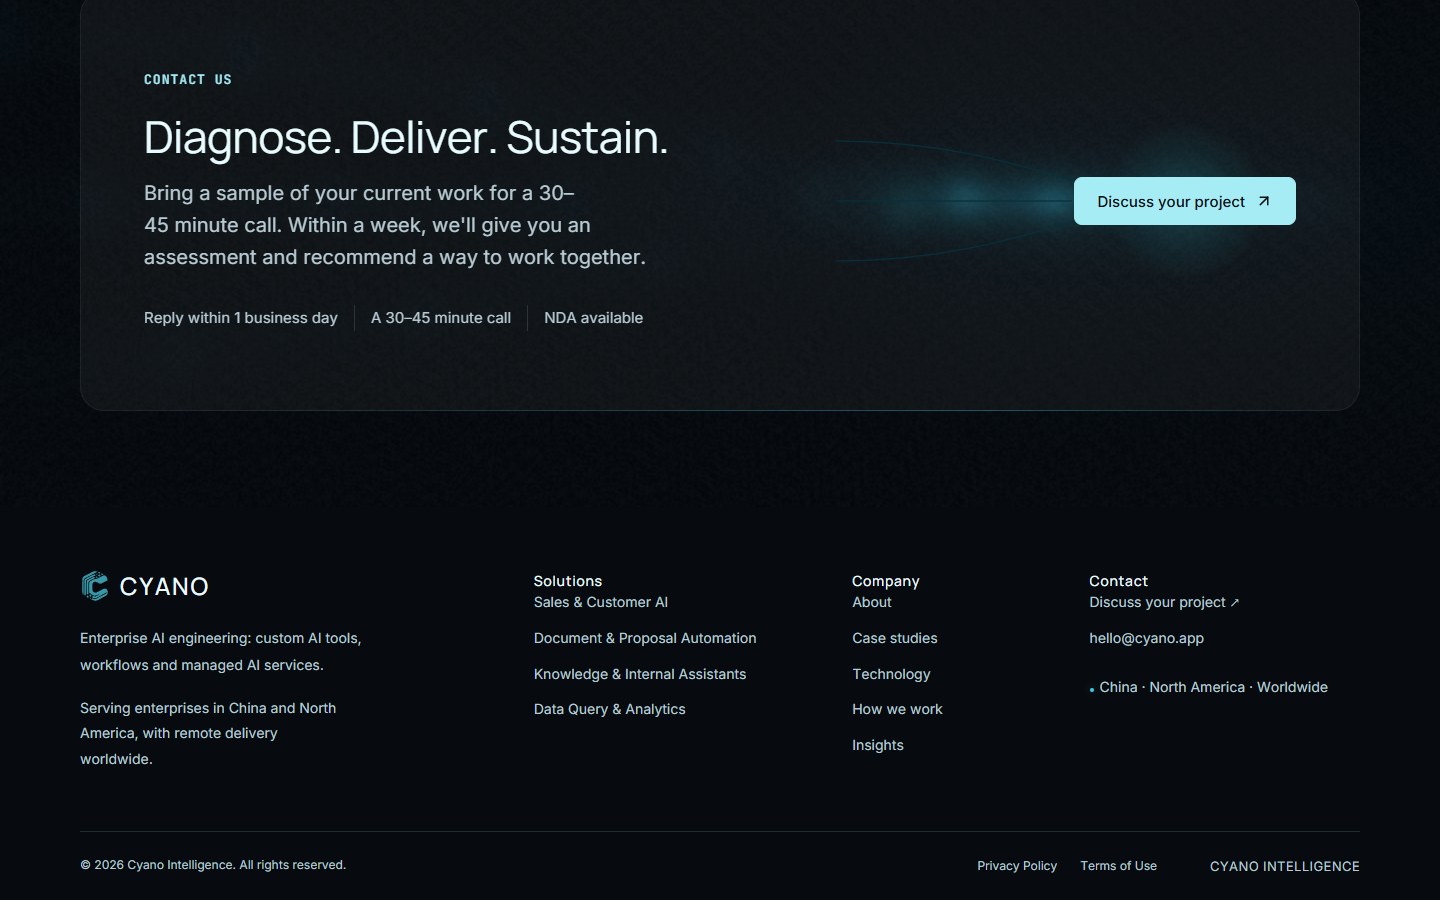 CONTACT US
Diagnose. Deliver. Sustain.
Bring a sample of your current work for a 30–
45 minute call. Within a week, we'll give you an
assessment and recommend a way to work together.
Reply within 1 business day
A 30–45 minute call
NDA available
Discuss your project
CYANO
Enterprise AI engineering: custom AI tools,
workflows and managed AI services.
Serving enterprises in China and North
America, with remote delivery
worldwide.
Solutions
Sales & Customer AI
Document & Proposal Automation
Knowledge & Internal Assistants
Data Query & Analytics
Company
About
Case studies
Technology
How we work
Insights
Contact
Discuss your project ↗
hello@cyano.app
China · North America · Worldwide
© 2026 Cyano Intelligence. All rights reserved.
Privacy Policy
Terms of Use
CYANO INTELLIGENCE